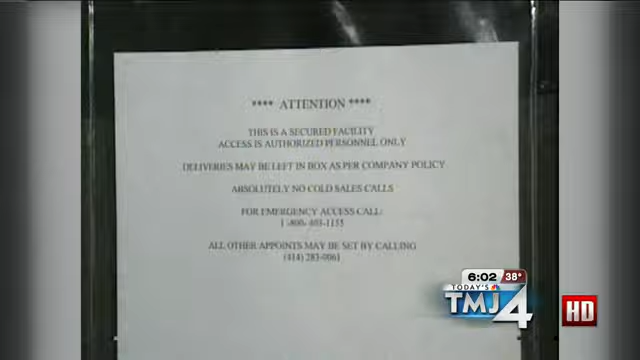 **** ATTENTION ****
THIS IS A SECURED FACILITY
ACCESS IS AUTHORIZED PERSONNEL ONLY
DELIVERIES MAY BE LEFT IN BOX AS PER COMPANY POLICY
ABSOLUTELY NO COLD SALES CALLS
FOR EMERGENCY ACCESS CALL:
1 -800-
ALL OTHER APPOINTS MAY BE SET BY CALLING
(414) 283-0061
6:02 38°
TODAY'S
TMJ4
HD